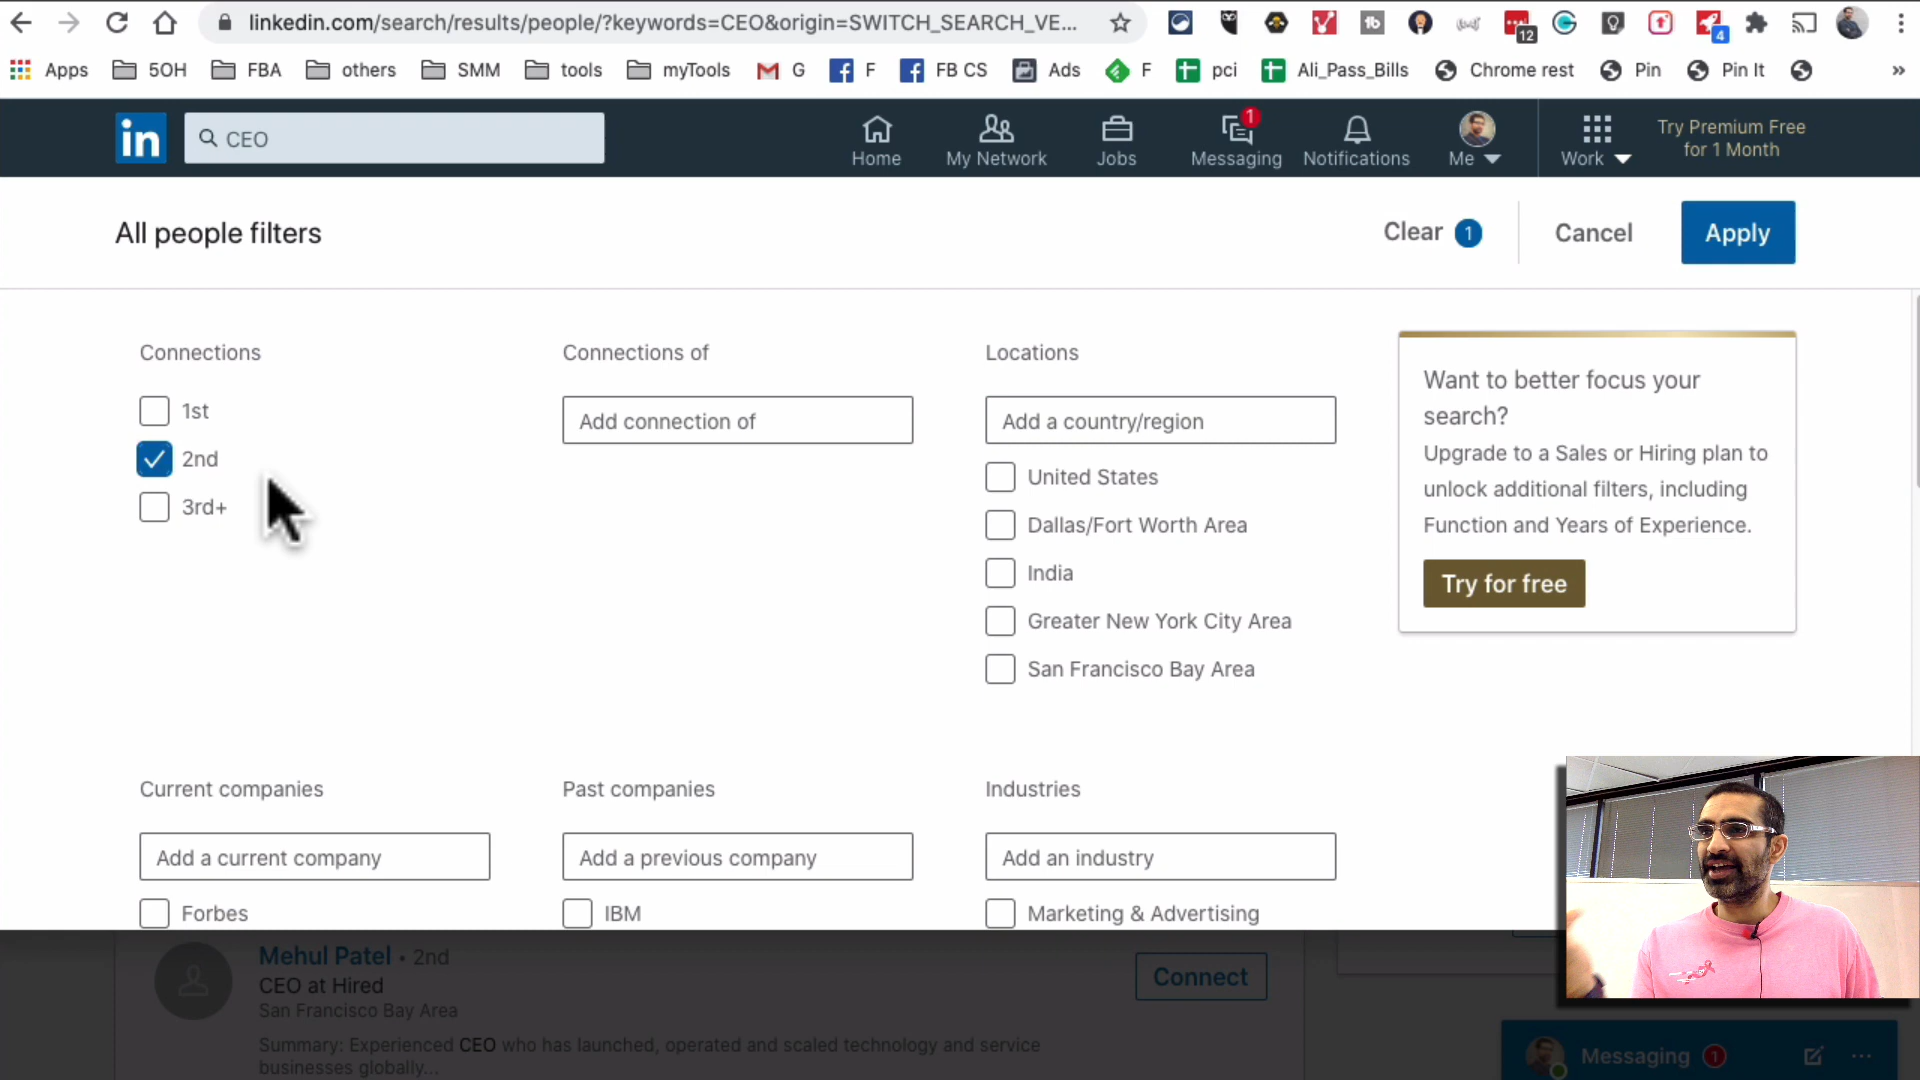 linkedin.com/search/results/people/?keywords=CEO&origin=SWITCH_SEARCH_VE...
12
4
Apps 5OH FBA others SMM tools myTools G F FB CS Ads F pci Ali_Pass_Bills Chrome rest Pin Pin It »
in
CEO
Home
My Network
Jobs
1
Messaging
Notifications
Me
Work
Try Premium Free
for 1 Month
All people filters
Clear 1
Cancel
Apply
Connections
1st
2nd
3rd+
Connections of
Add connection of
Locations
Add a country/region
United States
Dallas/Fort Worth Area
India
Greater New York City Area
San Francisco Bay Area
Want to better focus your
search?
Upgrade to a Sales or Hiring plan to
unlock additional filters, including
Function and Years of Experience.
Try for free
Current companies
Add a current company
Forbes
Past companies
Add a previous company
IBM
Industries
Add an industry
Marketing & Advertising
Mehul Patel • 2nd
CEO at Hired
San Francisco Bay Area
Summary: Experienced CEO who has launched, operated and scaled technology and service
businesses globally...
Connect
Messaging 1